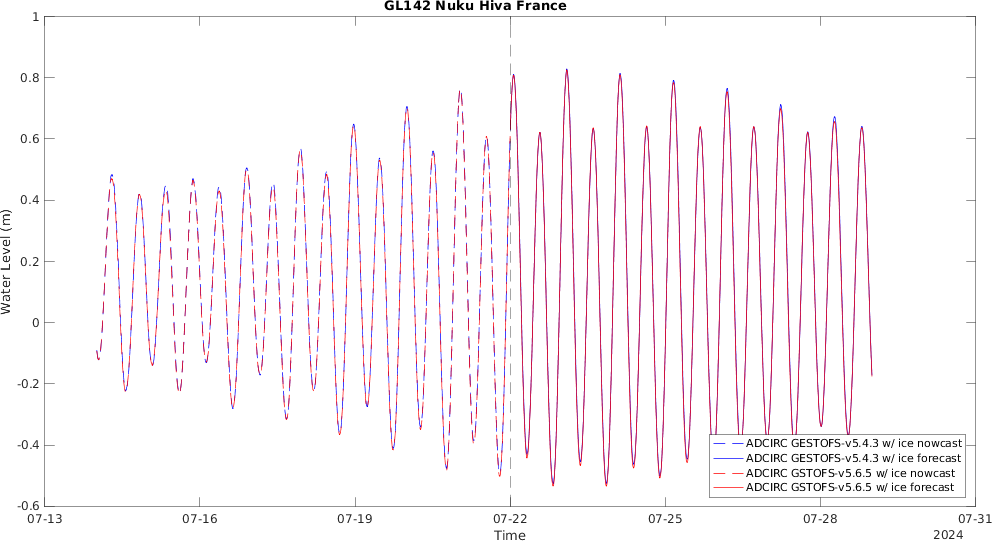 GL142 Nuku Hiva France
1
0.8
0.6
0.4
0.2
0
-0.2
-0.4
-0.6
Water Level (m)
ADCIRC GESTOFS-v5.4.3 w/ ice nowcast
ADCIRC GESTOFS-v5.4.3 w/ ice forecast
ADCIRC GSTOFS-v5.6.5 w/ ice nowcast
ADCIRC GSTOFS-v5.6.5 w/ ice forecast
07-13 07-16 07-19 07-22 07-25 07-28 07-31
Time
2024